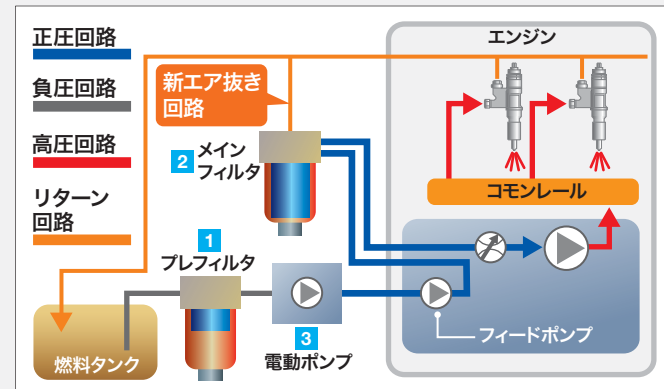 正圧回路
負圧回路
高圧回路
リターン
回路
新エア抜き
回路
エンジン
2 メイン
フィルタ
コモンレール
1
プレフィルタ
燃料タンク
3
電動ポンプ
フィードポンプ